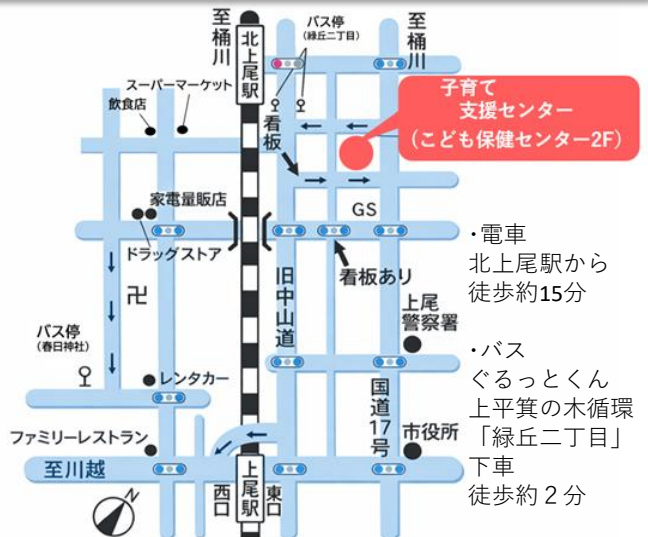 至桶川
北上尾駅
バス停
(緑丘二丁目)
至桶川
子育て
支援センター
(こども保健センター2F)
スーパーマーケット
飲食店
看板
家電量販店
ドラッグストア
GS
看板あり
旧中山道
卍
バス停
(春日神社)
レンタカー
上尾
警察署
国道17号
市役所
ファミリーレストラン
至川越
西口
上尾駅
東口
N
・電車
北上尾駅から
徒歩約15分
・バス
ぐるっとくん
上平箕の木循環
「緑丘二丁目」
下車
徒歩約２分